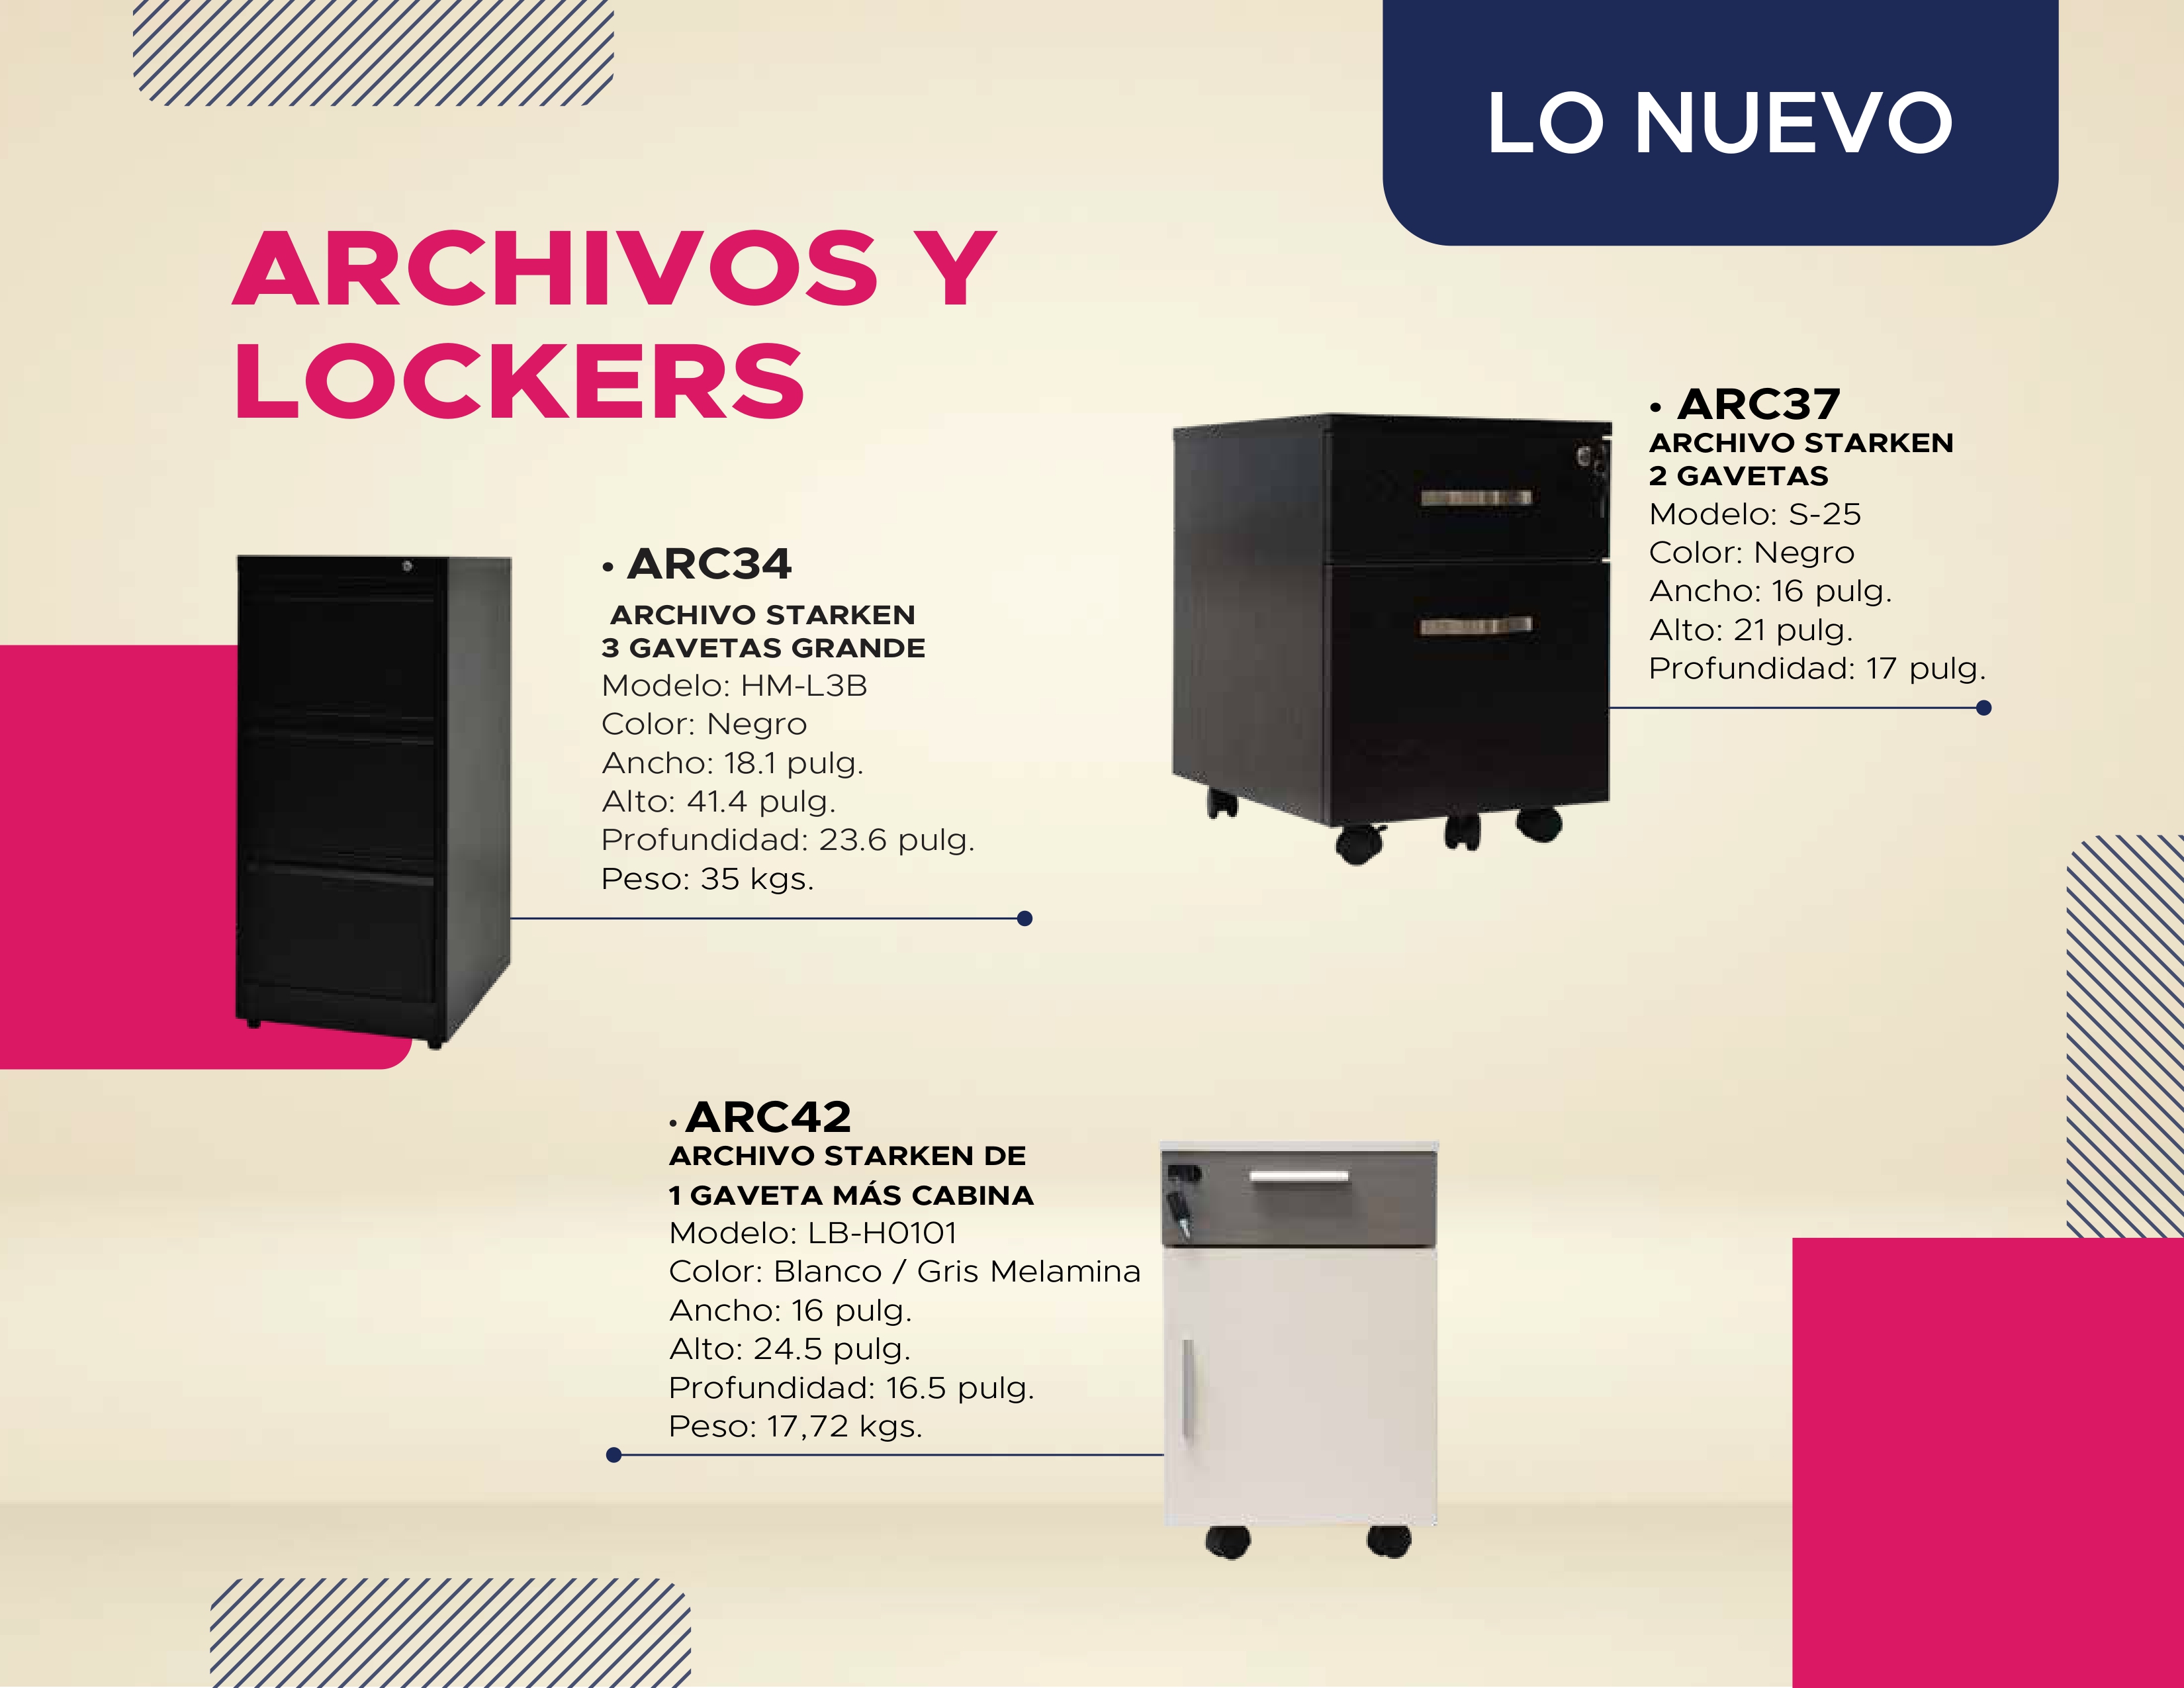 LO NUEVO
ARCHIVOS Y
LOCKERS
• ARC37
ARCHIVO STARKEN
2 GAVETAS
Modelo: S-25
Color: Negro
Ancho: 16 pulg.
Alto: 21 pulg.
Profundidad: 17 pulg.
• ARC34
ARCHIVO STARKEN
3 GAVETAS GRANDE
Modelo: HM-L3B
Color: Negro
Ancho: 18.1 pulg.
Alto: 41.4 pulg.
Profundidad: 23.6 pulg.
Peso: 35 kgs.
• ARC42
ARCHIVO STARKEN DE
1 GAVETA MÁS CABINA
Modelo: LB-H0101
Color: Blanco / Gris Melamina
Ancho: 16 pulg.
Alto: 24.5 pulg.
Profundidad: 16.5 pulg.
Peso: 17,72 kgs.